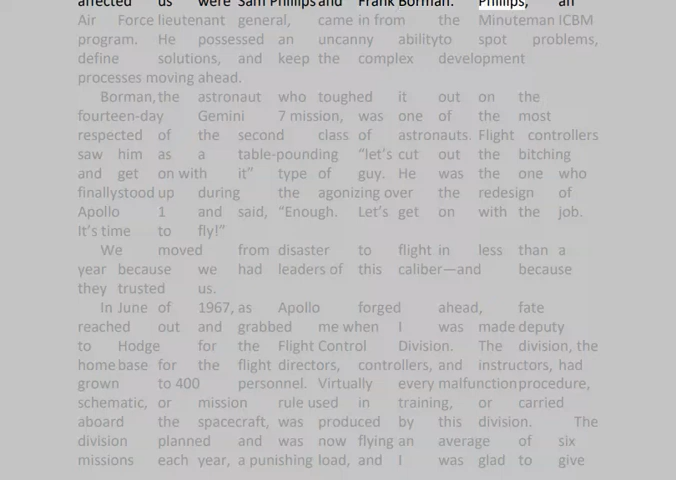 affected us were Sam Phillips and Frank Borman. Phillips, an
Air Force lieutenant general, came in from the Minuteman ICBM
program. He possessed an uncanny ability to spot problems,
define solutions, and keep the complex development
processes moving ahead.
Borman, the astronaut who toughed it out on the
fourteen-day Gemini 7 mission, was one of the most
respected of the second class of astronauts. Flight controllers
saw him as a table-pounding “let’s cut out the bitching
and get on with it” type of guy. He was the one who
finally stood up during the agonizing over the redesign of
Apollo 1 and said, “Enough. Let’s get on with the job.
It’s time to fly!”
We moved from disaster to flight in less than a
year because we had leaders of this caliber—and because
they trusted us.
In June of 1967, as Apollo forged ahead, fate
reached out and grabbed me when I was made deputy
to Hodge for the Flight Control Division. The division, the
home base for the flight directors, controllers, and instructors, had
grown to 400 personnel. Virtually every malfunction procedure,
schematic, or mission rule used in training, or carried
aboard the spacecraft, was produced by this division. The
division planned and was now flying an average of six
missions each year, a punishing load, and I was glad to give